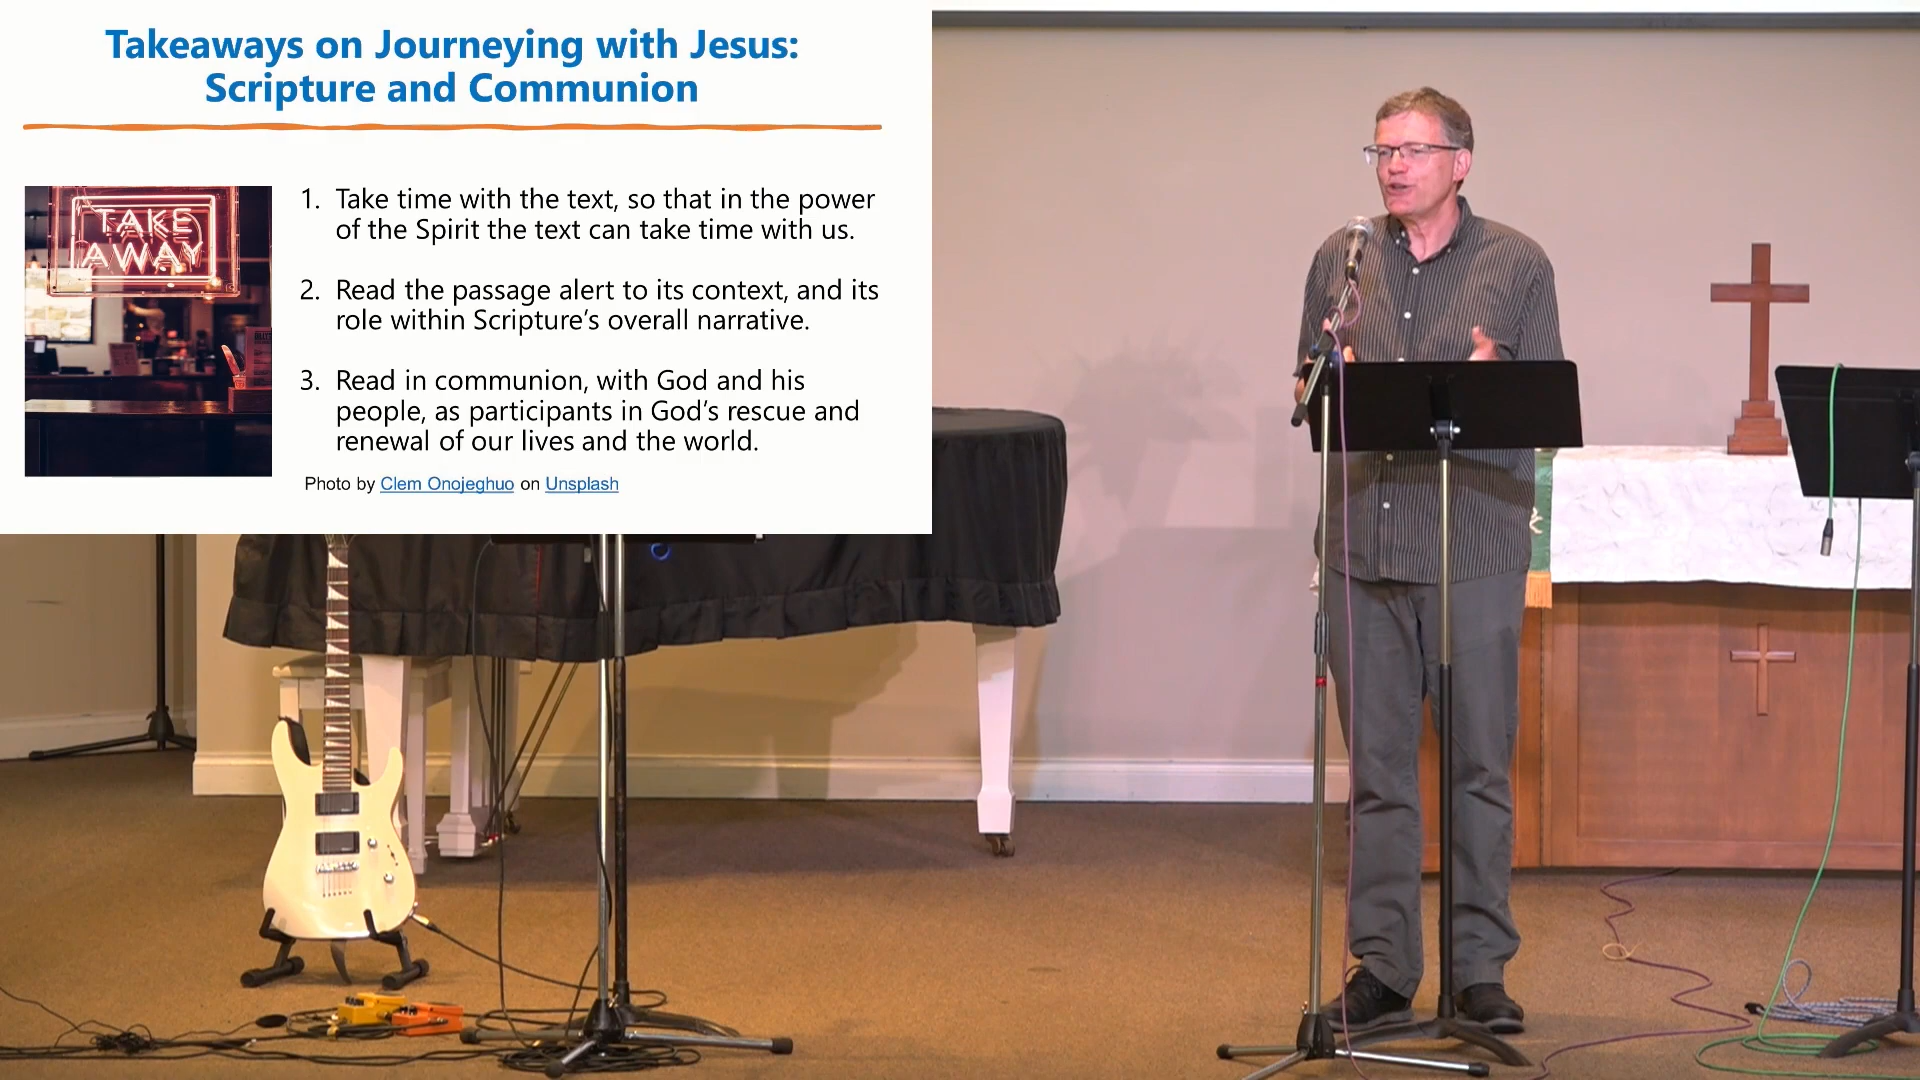 Takeaways on Journeying with Jesus:
Scripture and Communion
TAKE
AWAY
1. Take time with the text, so that in the power
of the Spirit the text can take time with us.
2. Read the passage alert to its context, and its
role within Scripture’s overall narrative.
3. Read in communion, with God and his
people, as participants in God’s rescue and
renewal of our lives and the world.
Photo by Clem Onojeghuo on Unsplash